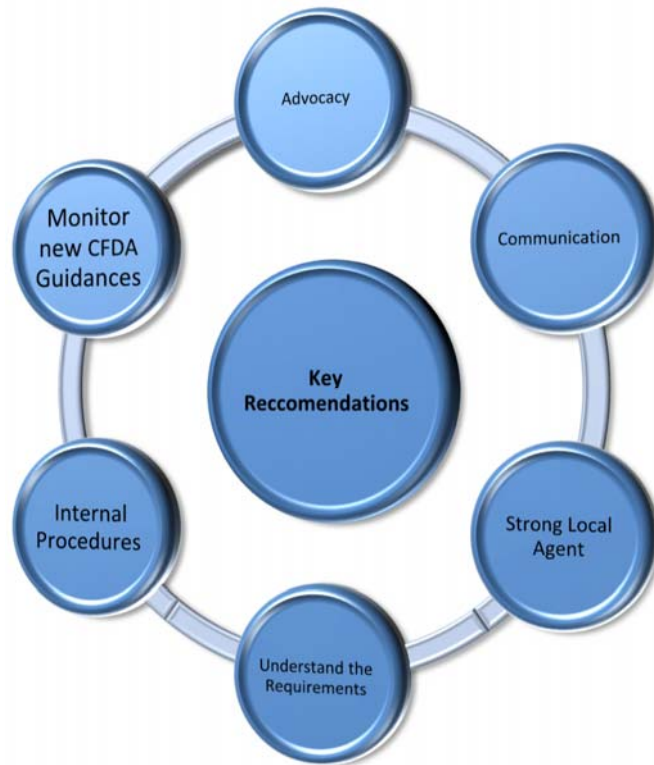 Advocacy
Communication
Strong Local
Agent
Understand the
Requirements
Internal
Procedures
Monitor
new CFDA
Guidances
Key
Reccomendations